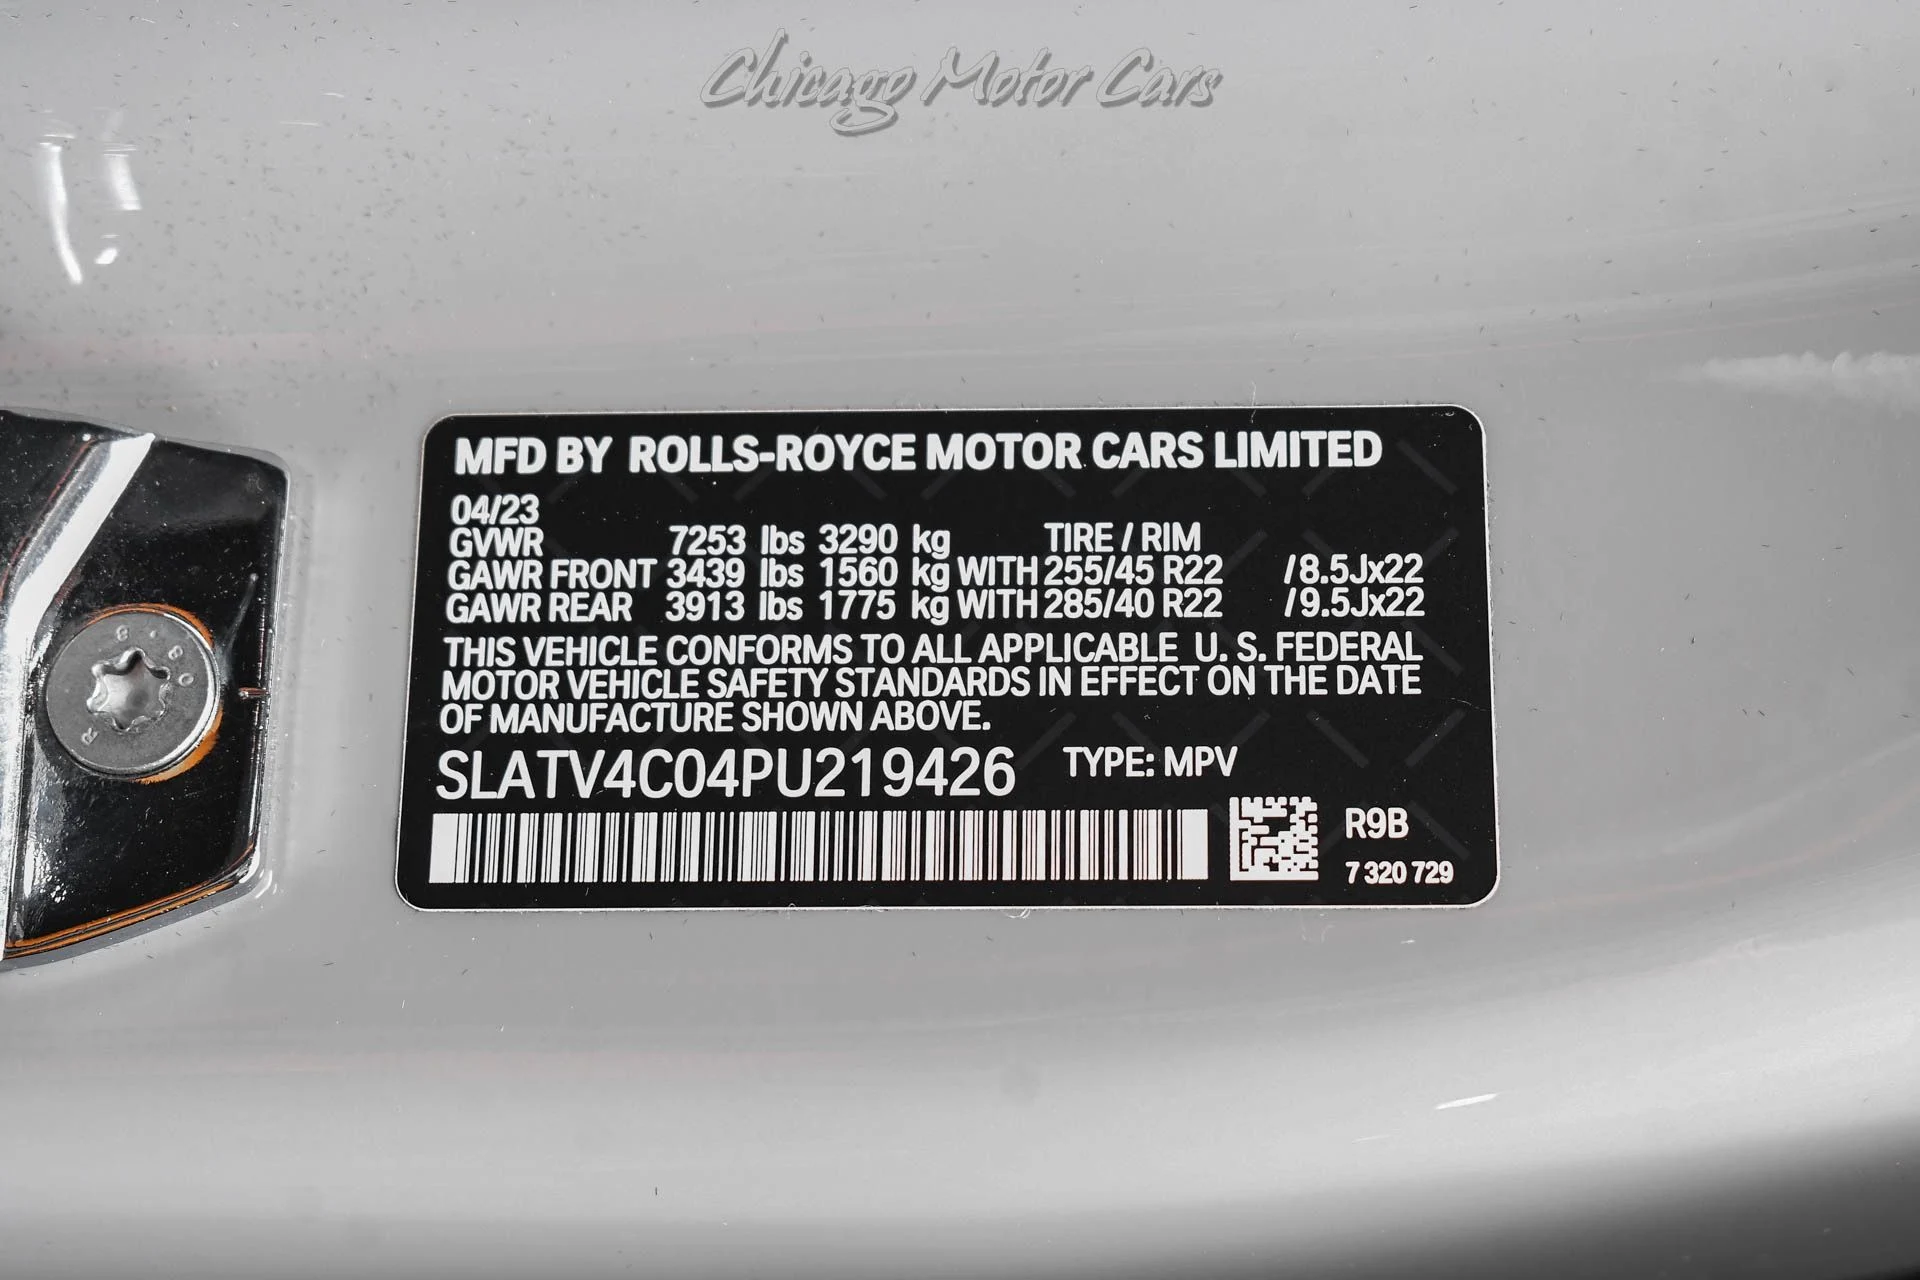 Chicago Motor Cars
MFD BY ROLLS-ROYCE MOTOR CARS LIMITED
04/23
GVWR 7253 lbs 3290 kg TIRE / RIM
GAWR FRONT 3439 lbs 1560 kg WITH 255/45 R22 /8.5Jx22
GAWR REAR 3913 lbs 1775 kg WITH 285/40 R22 /9.5Jx22
THIS VEHICLE CONFORMS TO ALL APPLICABLE U. S. FEDERAL
MOTOR VEHICLE SAFETY STANDARDS IN EFFECT ON THE DATE
OF MANUFACTURE SHOWN ABOVE.
SLATV4C04PU219426 TYPE: MPV
R9B
7 320 729